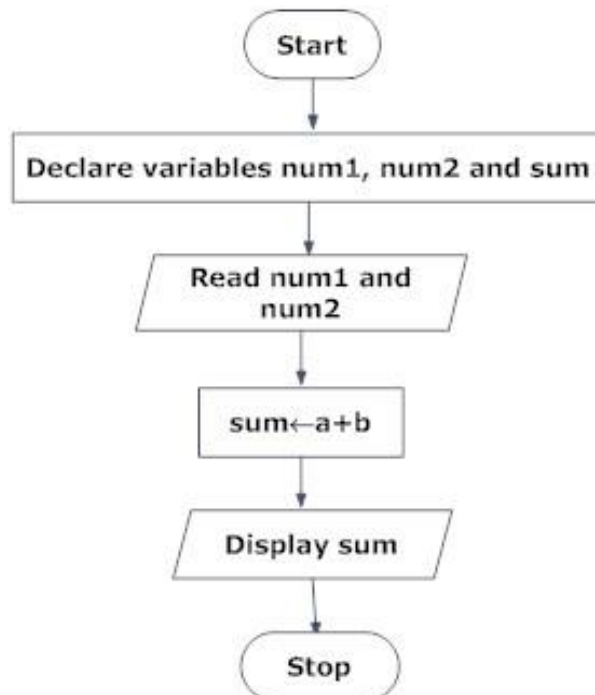 Start
Declare variables num1, num2 and sum
Read num1 and
num2
sum←a+b
Display sum
Stop